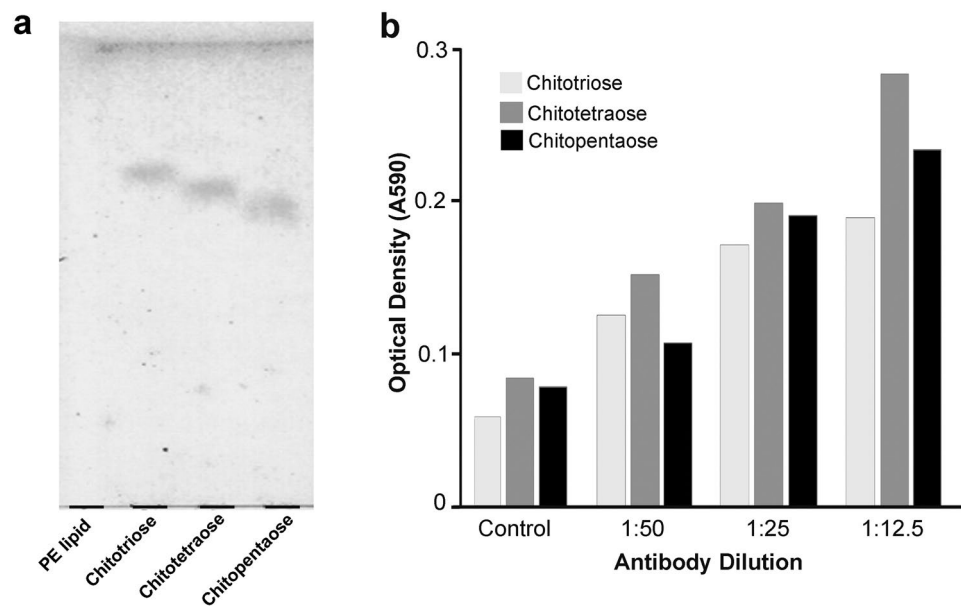 a
PE lipid
Chitotriose
Chitotetraose
Chitopentaose
b
Optical Density (A590)
0.3
0.2
0.1
0
Chitotriose
Chitotetraose
Chitopentaose
Control 1:50 1:25 1:12.5
Antibody Dilution